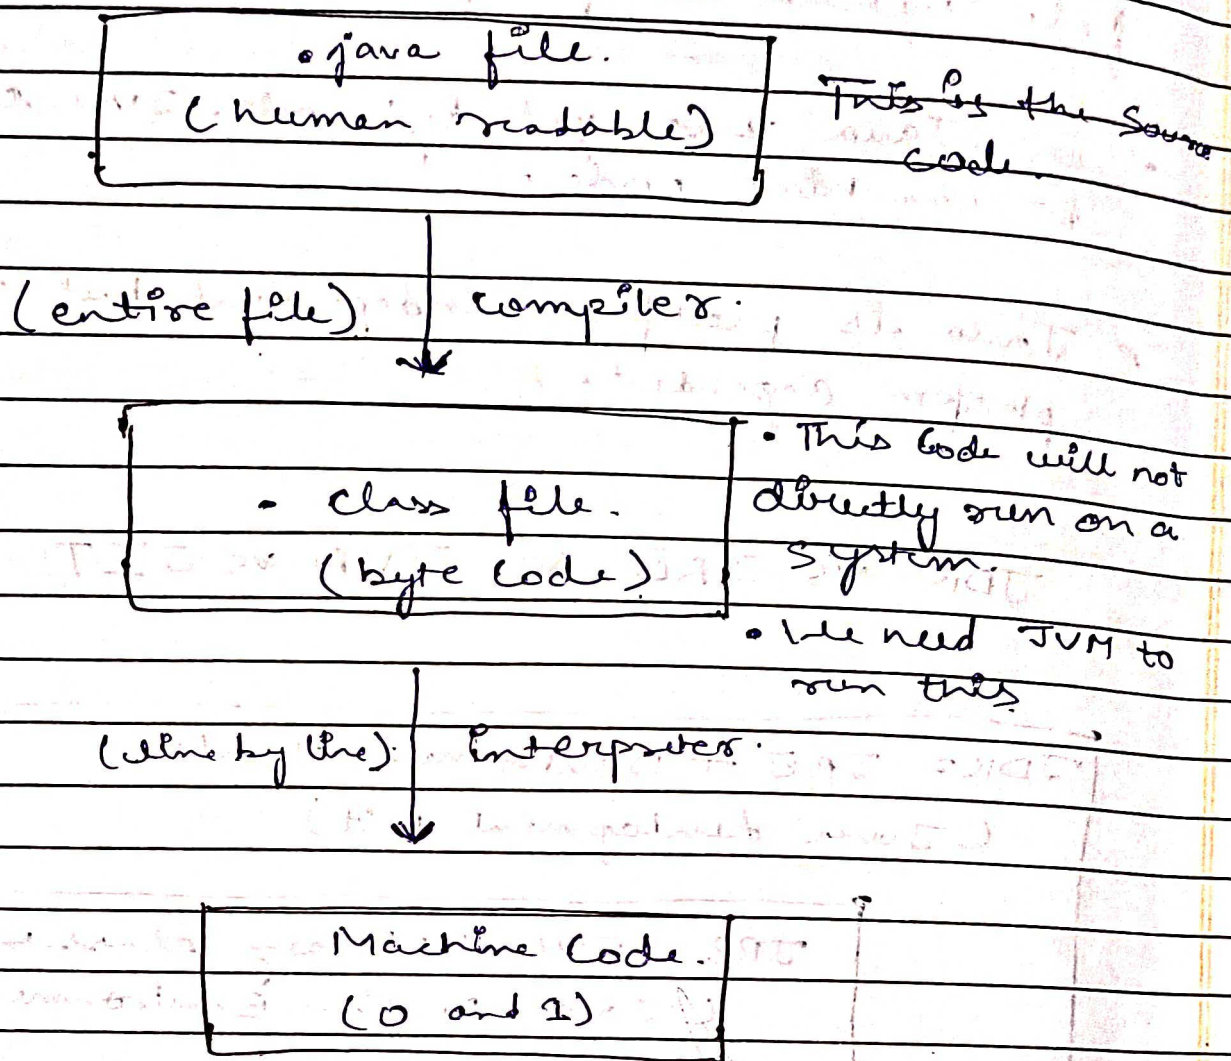 .java file.
(human readable)
This is the Source
code.
(entire file). compiler.
. class file.
(byte code)
• This Code will not
directly run on a
system.
• We need JVM to
run this
(line by line). interpreter.
Machine Code.
(0 and 1)